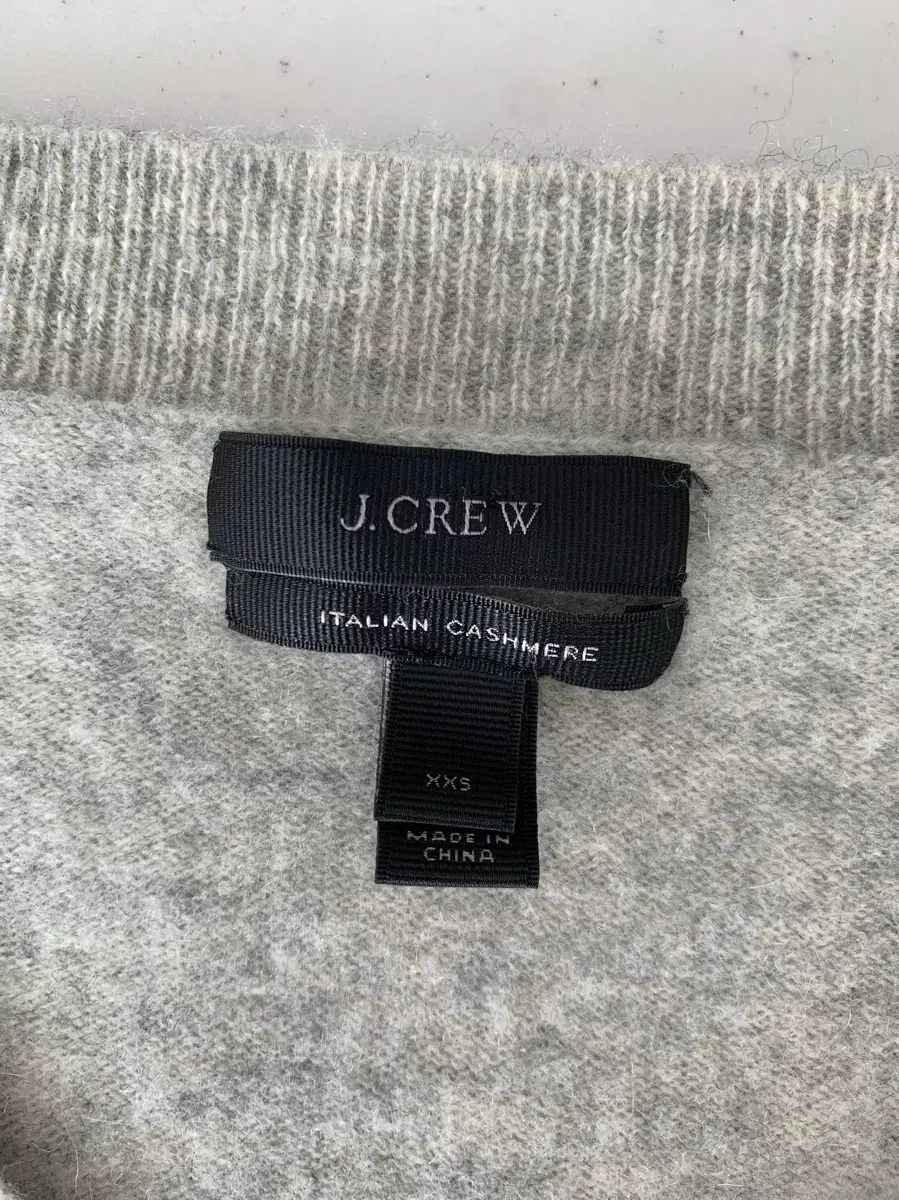 J.CREW
ITALIAN CASHMERE
XXS
MADE IN
CHINA